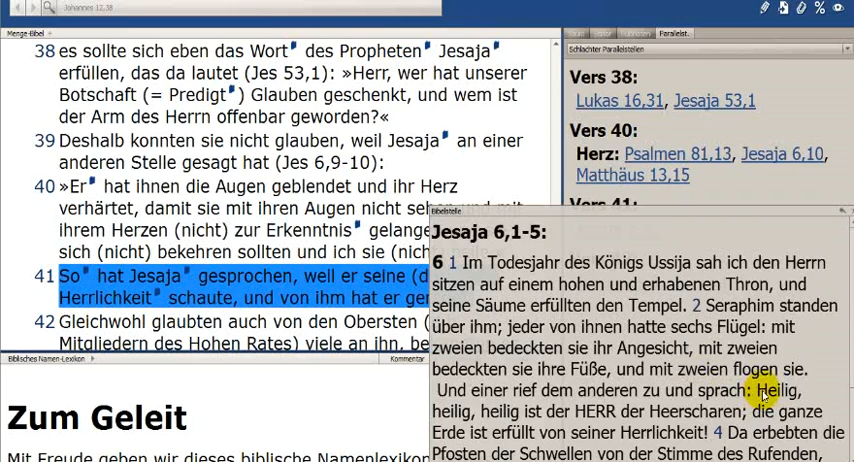 Johannes 12,38
Menge-Bibel
38 es sollte sich eben das Wort des Propheten Jesaja
erfüllen, das da lautet (Jes 53,1): »Herr, wer hat unserer
Botschaft (= Predigt) Glauben geschenkt, und wem ist
der Arm des Herrn offenbar geworden?«
39 Deshalb konnten sie nicht glauben, weil Jesaja an einer
anderen Stelle gesagt hat (Jes 6,9-10):
40 »Er hat ihnen die Augen geblendet und ihr Herz
verhärtet, damit sie mit ihren Augen nicht
ihrem Herzen (nicht) zur Erkenntnis
sich (nicht) bekehren sollten und ich sie
41 So hat Jesaja gesprochen, weil er seine
Herrlichkeit schaute, und von ihm hat er
42 Gleichwohl glaubten auch von den Obersten
Mitgliedern des Hohen Rates) viele an ihn,
Biblisches Namen-Lexikon
Kommentar
Zum Geleit
Mit Freude geben wir dieses biblische Namenlexikon
Parallelst.
Schlachter Parallelstellen
Vers 38:
Lukas 16,31, Jesaja 53,1
Vers 40:
Herz: Psalmen 81,13, Jesaja 6,10,
Matthäus 13,15
Vers 41:
Bibelstelle
Jesaja 6,1-5:
6 1 Im Todesjahr des Königs Ussija sah ich den Herrn
sitzen auf einem hohen und erhabenen Thron, und
seine Säume erfüllten den Tempel. 2 Seraphim standen
über ihm; jeder von ihnen hatte sechs Flügel: mit
zweien bedeckten sie ihr Angesicht, mit zweien
bedeckten sie ihre Füße, und mit zweien flogen sie.
Und einer rief dem anderen zu und sprach: Heilig,
heilig, heilig ist der HERR der Heerscharen; die ganze
Erde ist erfüllt von seiner Herrlichkeit! 4 Da erbebten die
Pfosten der Schwellen von der Stimme des Rufenden,